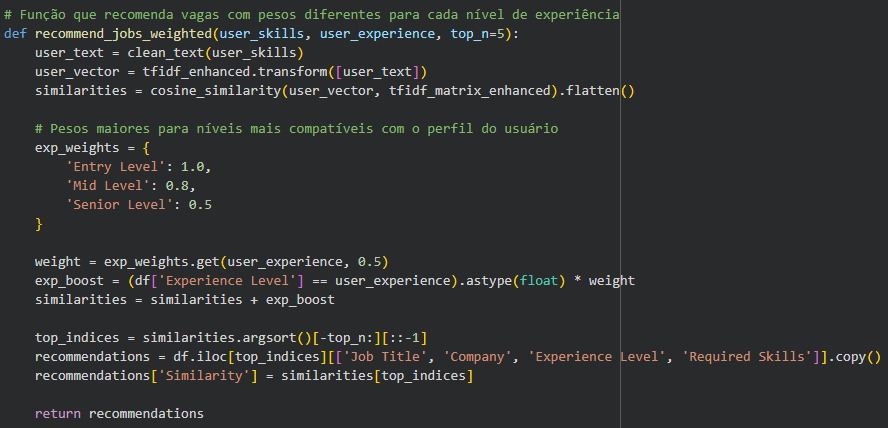 # Função que recomenda vagas com pesos diferentes para cada nível de experiência
def recommend_jobs_weighted(user_skills, user_experience, top_n=5):
    user_text = clean_text(user_skills)
    user_vector = tfidf_enhanced.transform([user_text])
    similarities = cosine_similarity(user_vector, tfidf_matrix_enhanced).flatten()

    # Pesos maiores para níveis mais compatíveis com o perfil do usuário
    exp_weights = {
        'Entry Level': 1.0,
        'Mid Level': 0.8,
        'Senior Level': 0.5
    }

    weight = exp_weights.get(user_experience, 0.5)
    exp_boost = (df['Experience Level'] == user_experience).astype(float) * weight
    similarities = similarities + exp_boost

    top_indices = similarities.argsort()[-top_n:][::-1]
    recommendations = df.iloc[top_indices][['Job Title', 'Company', 'Experience Level', 'Required Skills']].copy()
    recommendations['Similarity'] = similarities[top_indices]

    return recommendations